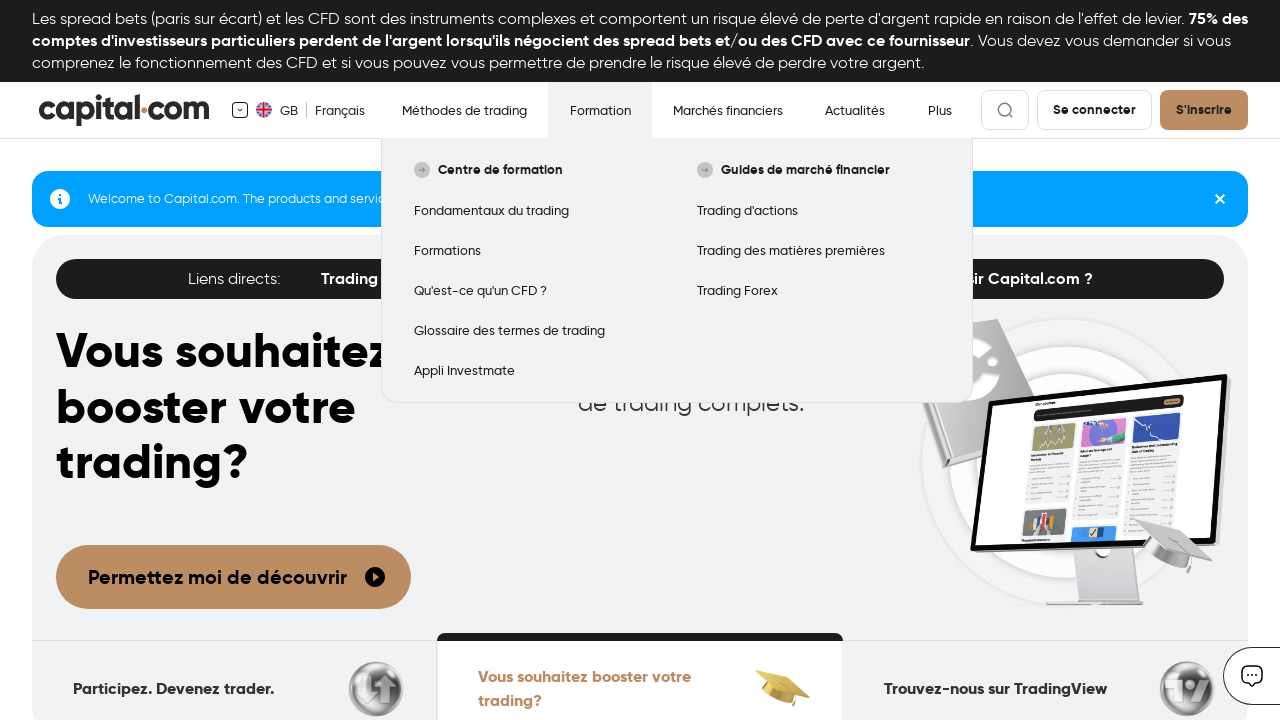 Les spread bets (paris sur écart) et les CFD sont des instruments complexes et comportent un risque élevé de perte d'argent rapide en raison de l'effet de levier. 75% des
comptes d'investisseurs particuliers perdent de l'argent lorsqu'ils négocient des spread bets et/ou des CFD avec ce fournisseur. Vous devez vous demander si vous
comprenez le fonctionnement des CFD et si vous pouvez vous permettre de prendre le risque élevé de perdre votre argent.
capital.com
GB
Français
Méthodes de trading
Formation
Marchés financiers
Actualités
Plus
Se connecter
S'inscrire
Centre de formation
Fondamentaux du trading
Formations
Qu'est-ce qu'un CFD ?
Glossaire des termes de trading
Appli Investmate
Guides de marché financier
Trading d'actions
Trading des matières premières
Trading Forex
Welcome to Capital.com. The products and servic
Liens directs:
Trading
Capital.com ?
Vous souhaitez
booster votre
trading?
de trading complets.
Permettez moi de découvrir
Participez. Devenez trader.
Vous souhaitez booster votre
trading?
Trouvez-nous sur TradingView